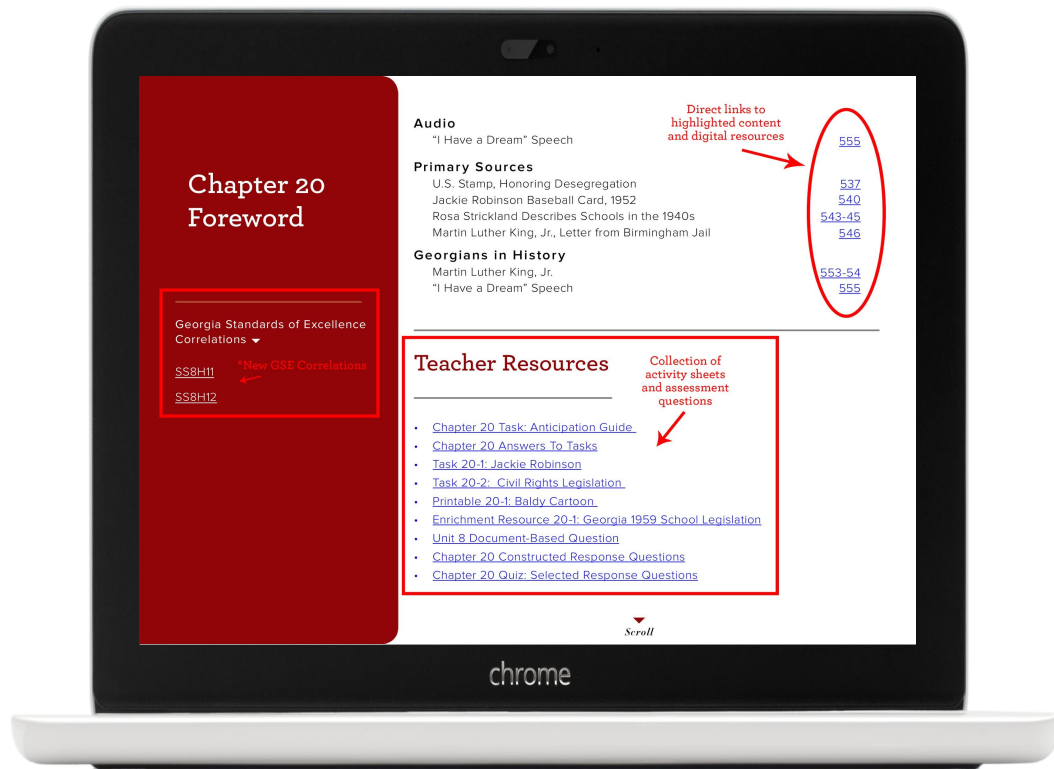 Chapter 20
Foreword
Georgia Standards of Excellence
Correlations
*New GSE Correlations
SS8H11
SS8H12
Audio
"I Have a Dream" Speech 555
Direct links to
highlighted content
and digital resources
Primary Sources
U.S. Stamp, Honoring Desegregation 537
Jackie Robinson Baseball Card, 1952 540
Rosa Strickland Describes Schools in the 1940s 543-45
Martin Luther King, Jr., Letter from Birmingham Jail 546
Georgians in History
Martin Luther King, Jr. 553-54
"I Have a Dream" Speech 555
Teacher Resources
Collection of
activity sheets
and assessment
questions
• Chapter 20 Task: Anticipation Guide
• Chapter 20 Answers To Tasks
• Task 20-1: Jackie Robinson
• Task 20-2: Civil Rights Legislation
• Printable 20-1: Baldy Cartoon
• Enrichment Resource 20-1: Georgia 1959 School Legislation
• Unit 8 Document-Based Question
• Chapter 20 Constructed Response Questions
• Chapter 20 Quiz: Selected Response Questions
Scroll
chrome